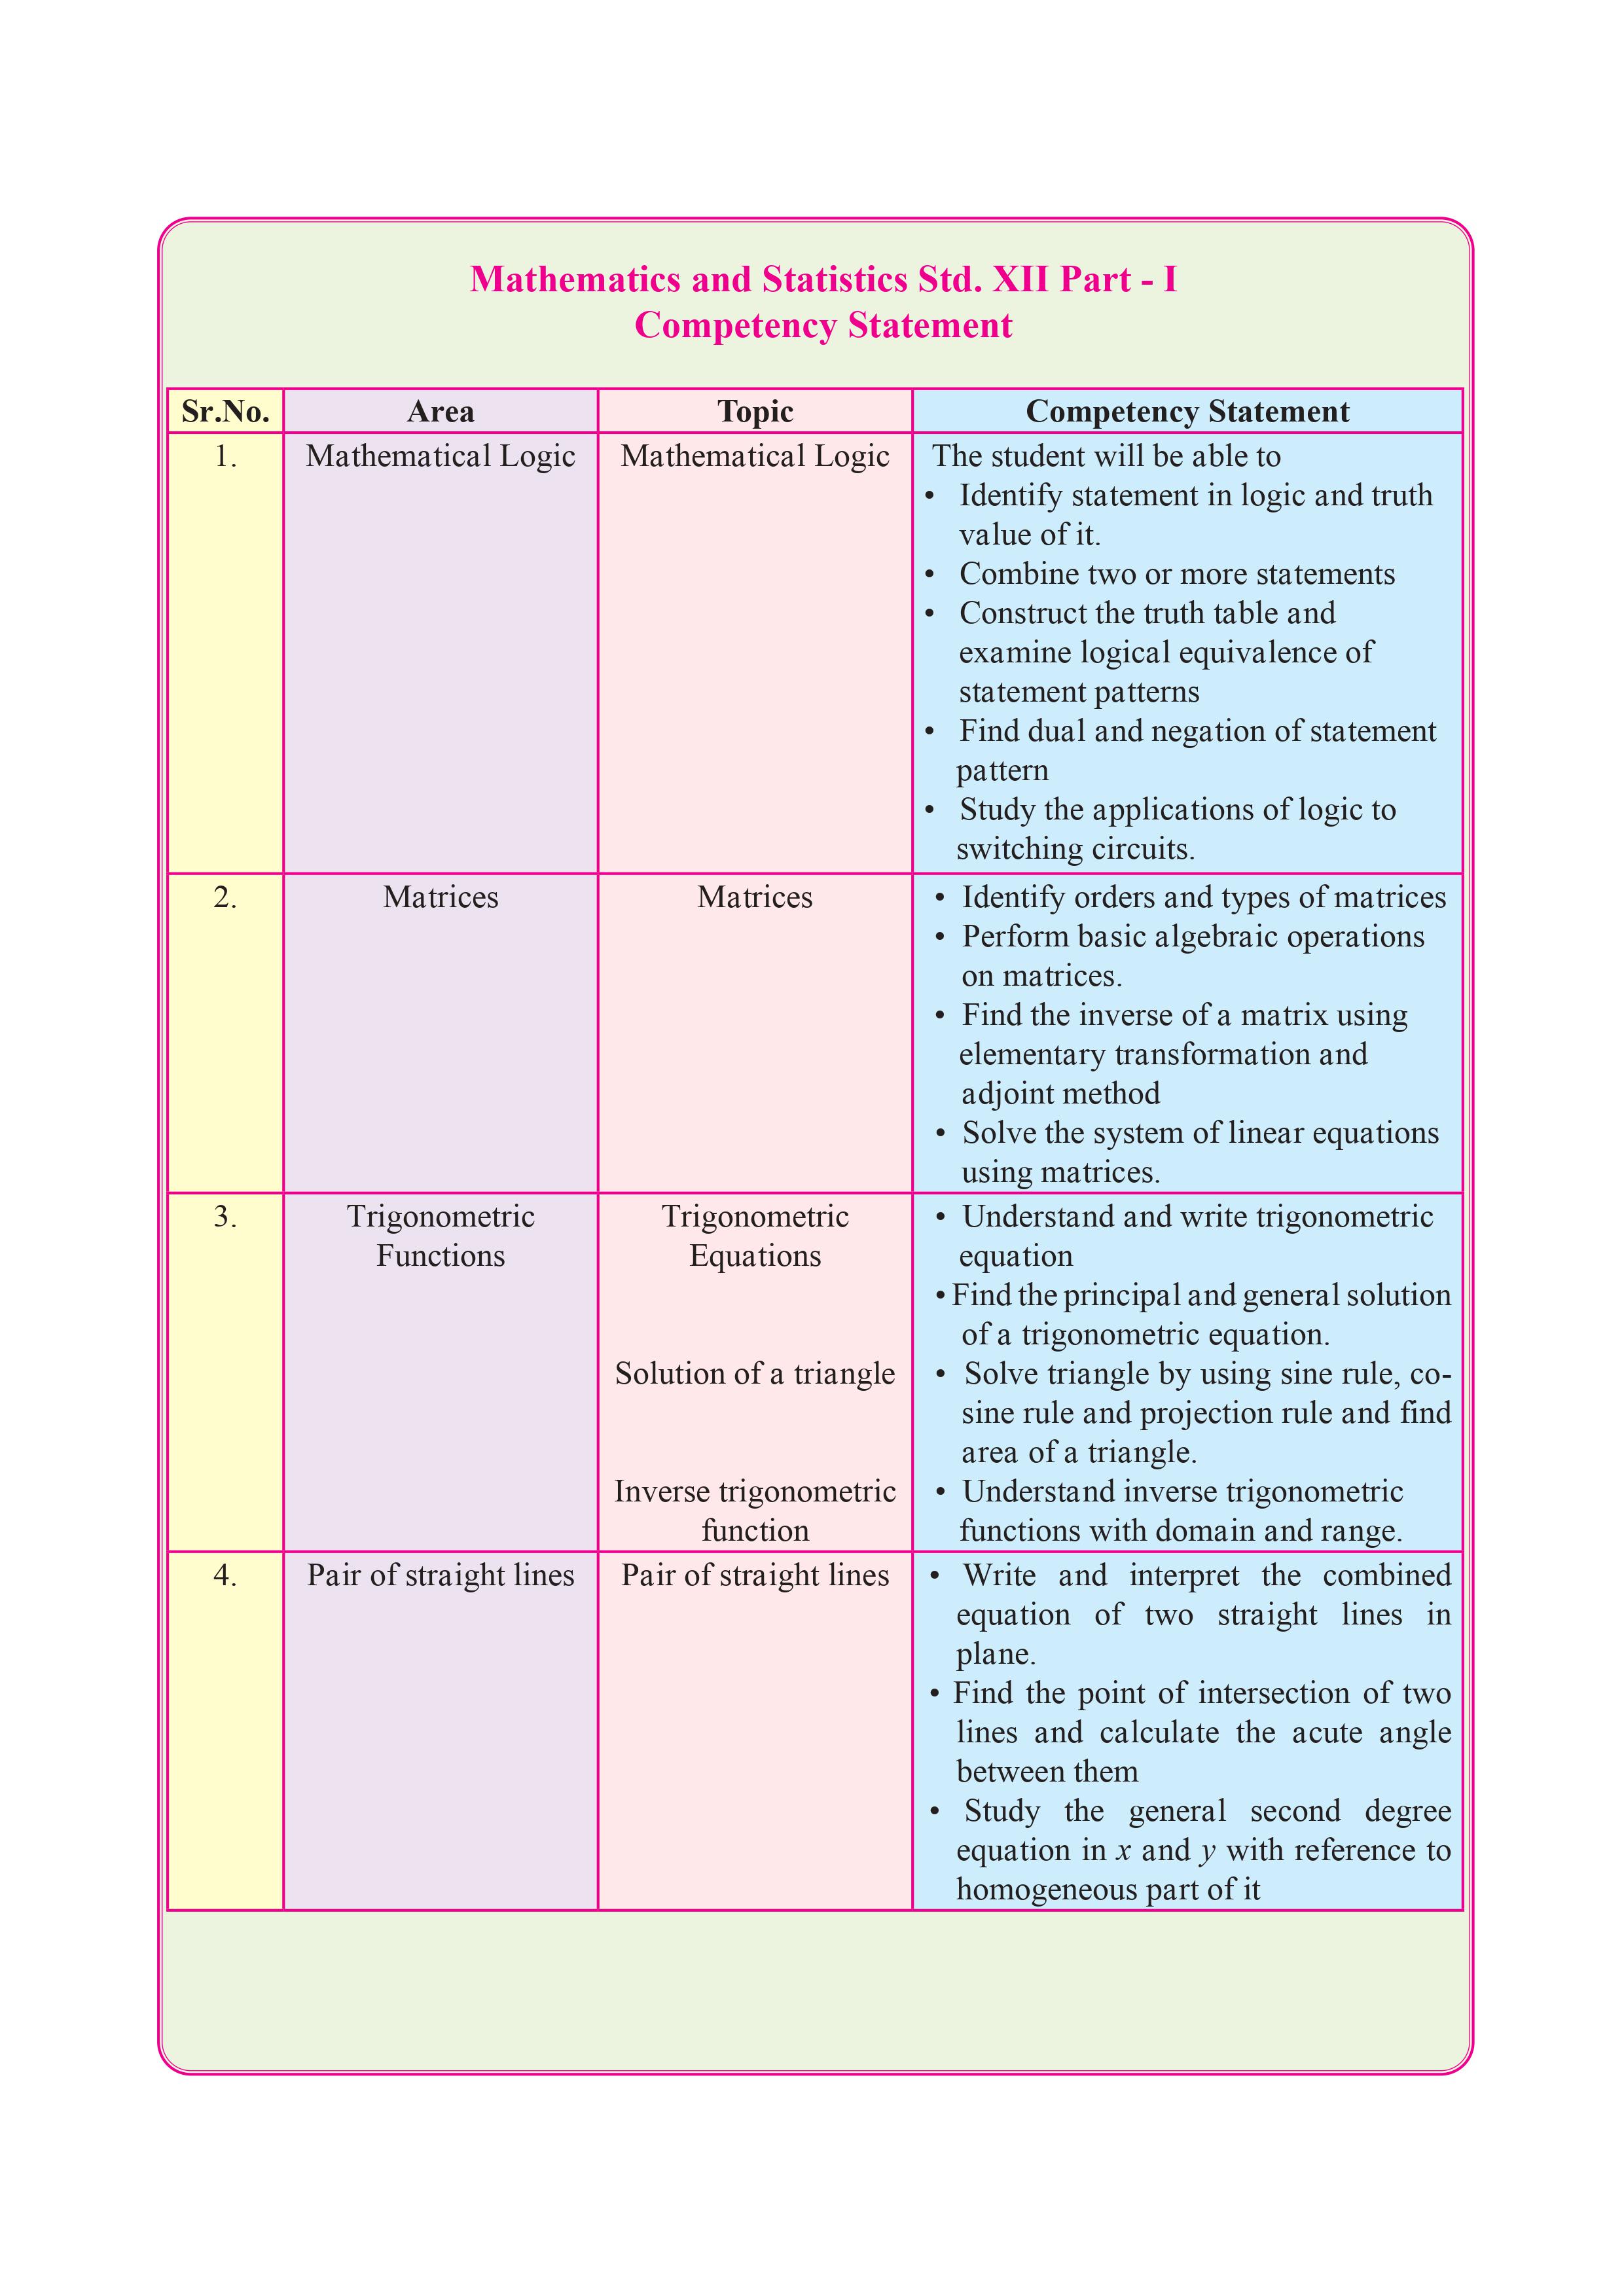 Mathematics and Statistics Std. XII Part - I
Competency Statement
Sr.No. Area Topic Competency Statement
1. Mathematical Logic Mathematical Logic The student will be able to
• Identify statement in logic and truth
value of it.
• Combine two or more statements
• Construct the truth table and
examine logical equivalence of
statement patterns
• Find dual and negation of statement
pattern
• Study the applications of logic to
switching circuits.
2. Matrices Matrices • Identify orders and types of matrices
• Perform basic algebraic operations
on matrices.
• Find the inverse of a matrix using
elementary transformation and
adjoint method
• Solve the system of linear equations
using matrices.
3. Trigonometric Trigonometric • Understand and write trigonometric
Functions Equations equation
• Find the principal and general solution
of a trigonometric equation.
Solution of a triangle • Solve triangle by using sine rule, co-
sine rule and projection rule and find
area of a triangle.
Inverse trigonometric • Understand inverse trigonometric
function functions with domain and range.
4. Pair of straight lines Pair of straight lines • Write and interpret the combined
equation of two straight lines in
plane.
• Find the point of intersection of two
lines and calculate the acute angle
between them
• Study the general second degree
equation in x and y with reference to
homogeneous part of it